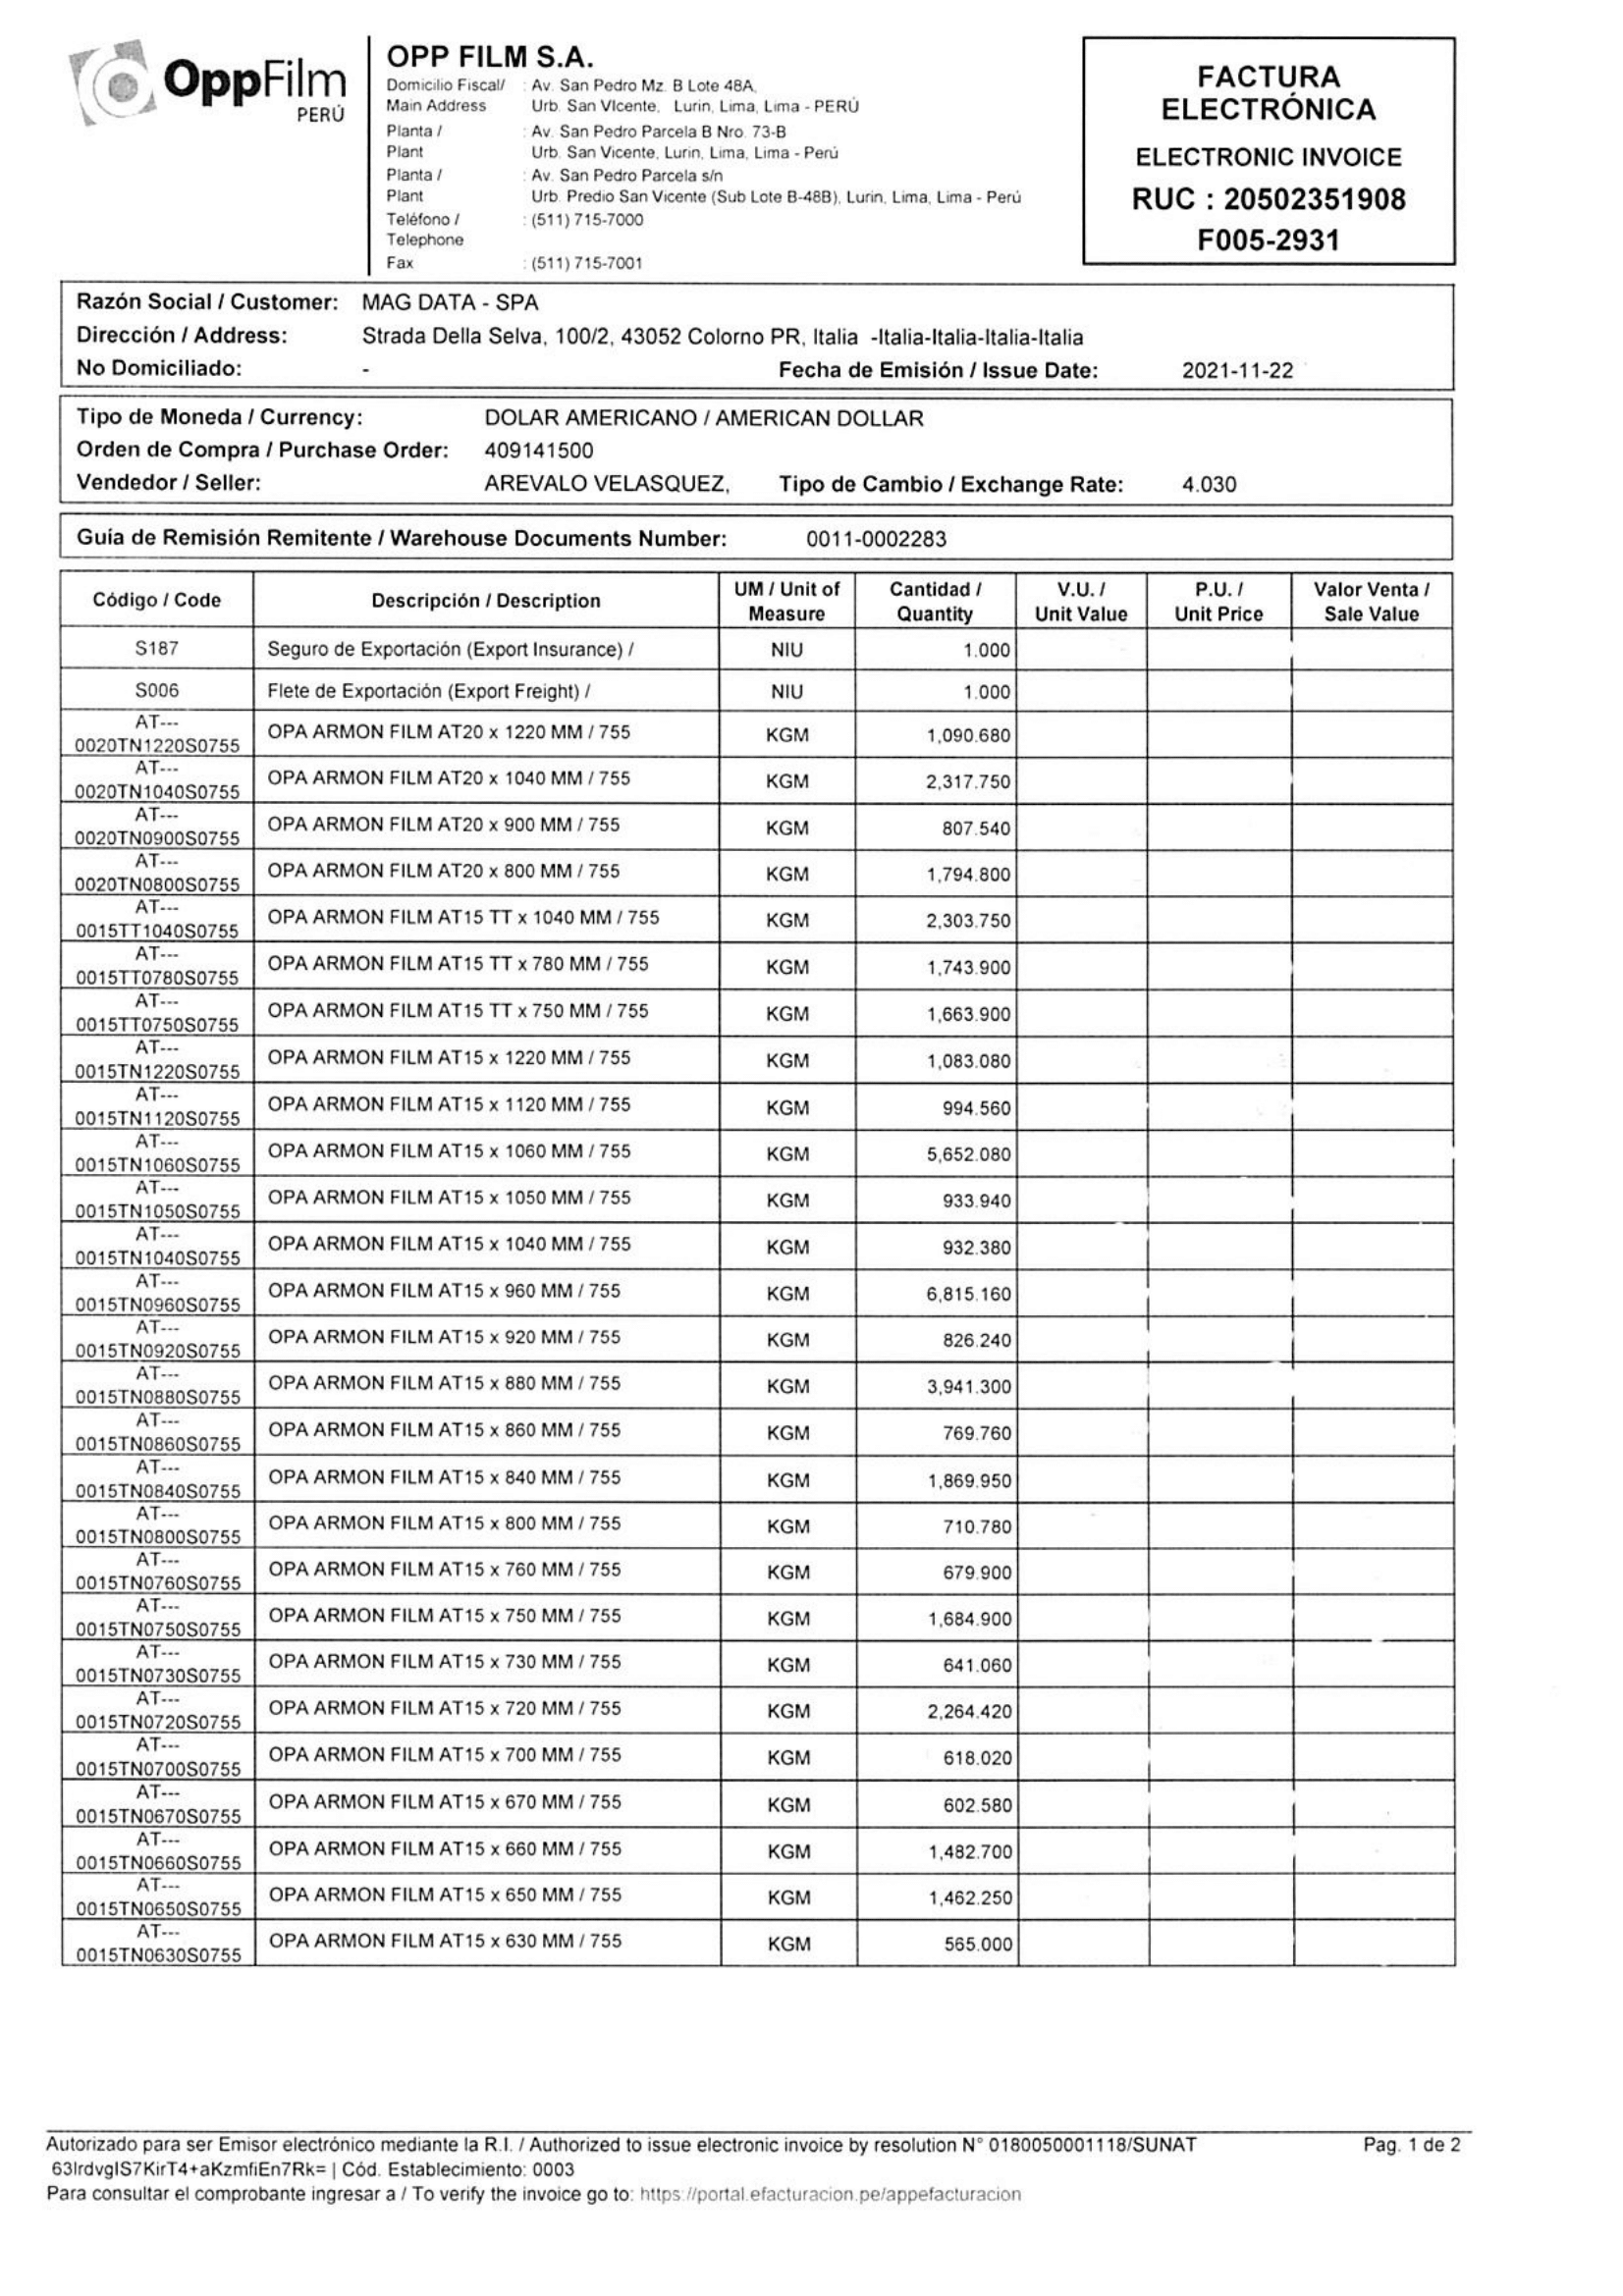 OppFilm
PERÚ
OPP FILM S.A.
Domicilio Fiscal/ : Av. San Pedro Mz. B Lote 48A,
Main Address Urb. San VIcente, Lurin, Lima, Lima - PERÚ
Planta / : Av. San Pedro Parcela B Nro. 73-B
Plant Urb. San Vicente, Lurin, Lima, Lima - Perú
Planta / : Av. San Pedro Parcela s/n
Plant Urb. Predio San Vicente (Sub Lote B-48B), Lurin, Lima, Lima - Perú
Teléfono / : (511) 715-7000
Telephone
Fax : (511) 715-7001
FACTURA
ELECTRÓNICA
ELECTRONIC INVOICE
RUC : 20502351908
F005-2931
Razón Social / Customer: MAG DATA - SPA
Dirección / Address: Strada Della Selva, 100/2, 43052 Colorno PR, Italia -Italia-Italia-Italia-Italia
No Domiciliado: - Fecha de Emisión / Issue Date: 2021-11-22
Tipo de Moneda / Currency: DOLAR AMERICANO / AMERICAN DOLLAR
Orden de Compra / Purchase Order: 409141500
Vendedor / Seller: AREVALO VELASQUEZ, Tipo de Cambio / Exchange Rate: 4.030
Guía de Remisión Remitente / Warehouse Documents Number: 0011-0002283
Código / Code Descripción / Description UM / Unit of Measure Cantidad / Quantity V.U. / Unit Value P.U. / Unit Price Valor Venta / Sale Value
S187 Seguro de Exportación (Export Insurance) / NIU 1.000
S006 Flete de Exportación (Export Freight) / NIU 1.000
AT---
0020TN1220S0755 OPA ARMON FILM AT20 x 1220 MM / 755 KGM 1,090.680
AT---
0020TN1040S0755 OPA ARMON FILM AT20 x 1040 MM / 755 KGM 2,317.750
AT---
0020TN0900S0755 OPA ARMON FILM AT20 x 900 MM / 755 KGM 807.540
AT---
0020TN0800S0755 OPA ARMON FILM AT20 x 800 MM / 755 KGM 1,794.800
AT---
0015TT1040S0755 OPA ARMON FILM AT15 TT x 1040 MM / 755 KGM 2,303.750
AT---
0015TT0780S0755 OPA ARMON FILM AT15 TT x 780 MM / 755 KGM 1,743.900
AT---
0015TT0750S0755 OPA ARMON FILM AT15 TT x 750 MM / 755 KGM 1,663.900
AT---
0015TN1220S0755 OPA ARMON FILM AT15 x 1220 MM / 755 KGM 1,083.080
AT---
0015TN1120S0755 OPA ARMON FILM AT15 x 1120 MM / 755 KGM 994.560
AT---
0015TN1060S0755 OPA ARMON FILM AT15 x 1060 MM / 755 KGM 5,652.080
AT---
0015TN1050S0755 OPA ARMON FILM AT15 x 1050 MM / 755 KGM 933.940
AT---
0015TN1040S0755 OPA ARMON FILM AT15 x 1040 MM / 755 KGM 932.380
AT---
0015TN0960S0755 OPA ARMON FILM AT15 x 960 MM / 755 KGM 6,815.160
AT---
0015TN0920S0755 OPA ARMON FILM AT15 x 920 MM / 755 KGM 826.240
AT---
0015TN0880S0755 OPA ARMON FILM AT15 x 880 MM / 755 KGM 3,941.300
AT---
0015TN0860S0755 OPA ARMON FILM AT15 x 860 MM / 755 KGM 769.760
AT---
0015TN0840S0755 OPA ARMON FILM AT15 x 840 MM / 755 KGM 1,869.950
AT---
0015TN0800S0755 OPA ARMON FILM AT15 x 800 MM / 755 KGM 710.780
AT---
0015TN0760S0755 OPA ARMON FILM AT15 x 760 MM / 755 KGM 679.900
AT---
0015TN0750S0755 OPA ARMON FILM AT15 x 750 MM / 755 KGM 1,684.900
AT---
0015TN0730S0755 OPA ARMON FILM AT15 x 730 MM / 755 KGM 641.060
AT---
0015TN0720S0755 OPA ARMON FILM AT15 x 720 MM / 755 KGM 2,264.420
AT---
0015TN0700S0755 OPA ARMON FILM AT15 x 700 MM / 755 KGM 618.020
AT---
0015TN0670S0755 OPA ARMON FILM AT15 x 670 MM / 755 KGM 602.580
AT---
0015TN0660S0755 OPA ARMON FILM AT15 x 660 MM / 755 KGM 1,482.700
AT---
0015TN0650S0755 OPA ARMON FILM AT15 x 650 MM / 755 KGM 1,462.250
AT---
0015TN0630S0755 OPA ARMON FILM AT15 x 630 MM / 755 KGM 565.000
Autorizado para ser Emisor electrónico mediante la R.I. / Authorized to issue electronic invoice by resolution N° 0180050001118/SUNAT Pag. 1 de 2
63IrdvgIS7KirT4+aKzmfiEn7Rk= | Cód. Establecimiento: 0003
Para consultar el comprobante ingresar a / To verify the invoice go to: https://portal.efacturacion.pe/appefacturacion